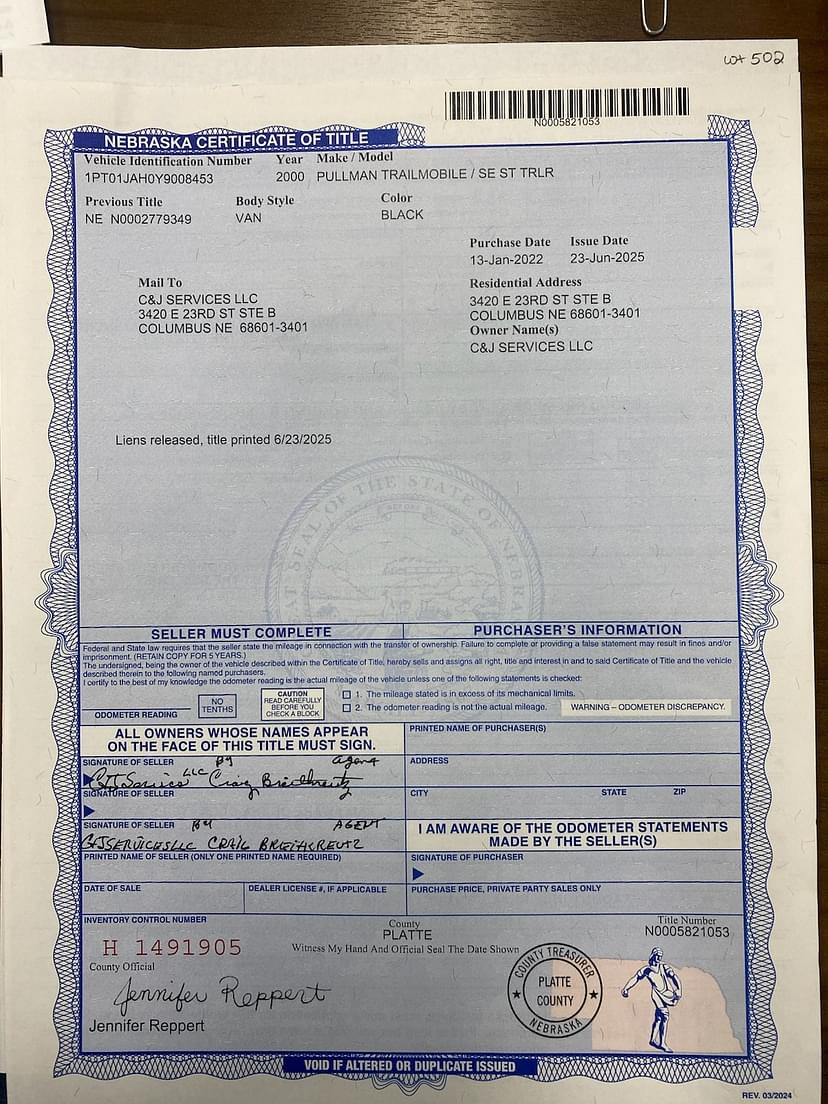 wt 502
N0005821053
NEBRASKA CERTIFICATE OF TITLE
Vehicle Identification Number Year Make / Model
1PT01JAH0Y9008453 2000 PULLMAN TRAILMOBILE / SE ST TRLR
Previous Title Body Style Color
NE N0002779349 VAN BLACK
Purchase Date Issue Date
13-Jan-2022 23-Jun-2025
Mail To Residential Address
C&J SERVICES LLC 3420 E 23RD ST STE B
3420 E 23RD ST STE B COLUMBUS NE 68601-3401
COLUMBUS NE 68601-3401 Owner Name(s)
C&J SERVICES LLC
Liens released, title printed 6/23/2025
SEAL OF THE STATE OF NEBRA
SELLER MUST COMPLETE PURCHASER'S INFORMATION
Federal and State law requires that the seller state the mileage in connection with the transfer of ownership. Failure to complete or providing a false statement may result in fines and/or
imprisonment. (RETAIN COPY FOR 5 YEARS.)
The undersigned, being the owner of the vehicle described within the Certificate of Title, hereby sells and assigns all right, title and interest in and to said Certificate of Title and the vehicle
described therein to the following named purchasers.
I certify to the best of my knowledge the odometer reading is the actual mileage of the vehicle unless one of the following statements is checked:
ODOMETER READING
NO
TENTHS
CAUTION
READ CAREFULLY
BEFORE YOU
CHECK A BLOCK
1. The mileage stated is in excess of its mechanical limits.
2. The odometer reading is not the actual mileage. WARNING – ODOMETER DISCREPANCY.
ALL OWNERS WHOSE NAMES APPEAR
ON THE FACE OF THIS TITLE MUST SIGN.
PRINTED NAME OF PURCHASER(S)
SIGNATURE OF SELLER By agent
C&J Services LLC Craig Breithkreutz
ADDRESS
SIGNATURE OF SELLER
CITY STATE ZIP
SIGNATURE OF SELLER BY AGENT
C&J SERVICES LLC CRAIG BREITHKREUTZ
I AM AWARE OF THE ODOMETER STATEMENTS
MADE BY THE SELLER(S)
PRINTED NAME OF SELLER (ONLY ONE PRINTED NAME REQUIRED) SIGNATURE OF PURCHASER
DATE OF SALE DEALER LICENSE #, IF APPLICABLE PURCHASE PRICE, PRIVATE PARTY SALES ONLY
INVENTORY CONTROL NUMBER
H 1491905
County
PLATTE
Title Number
N0005821053
Witness My Hand And Official Seal The Date Shown
County Official
Jennifer Reppert
Jennifer Reppert
COUNTY TREASURER
PLATTE
COUNTY
NEBRASKA
VOID IF ALTERED OR DUPLICATE ISSUED
REV. 03/2024